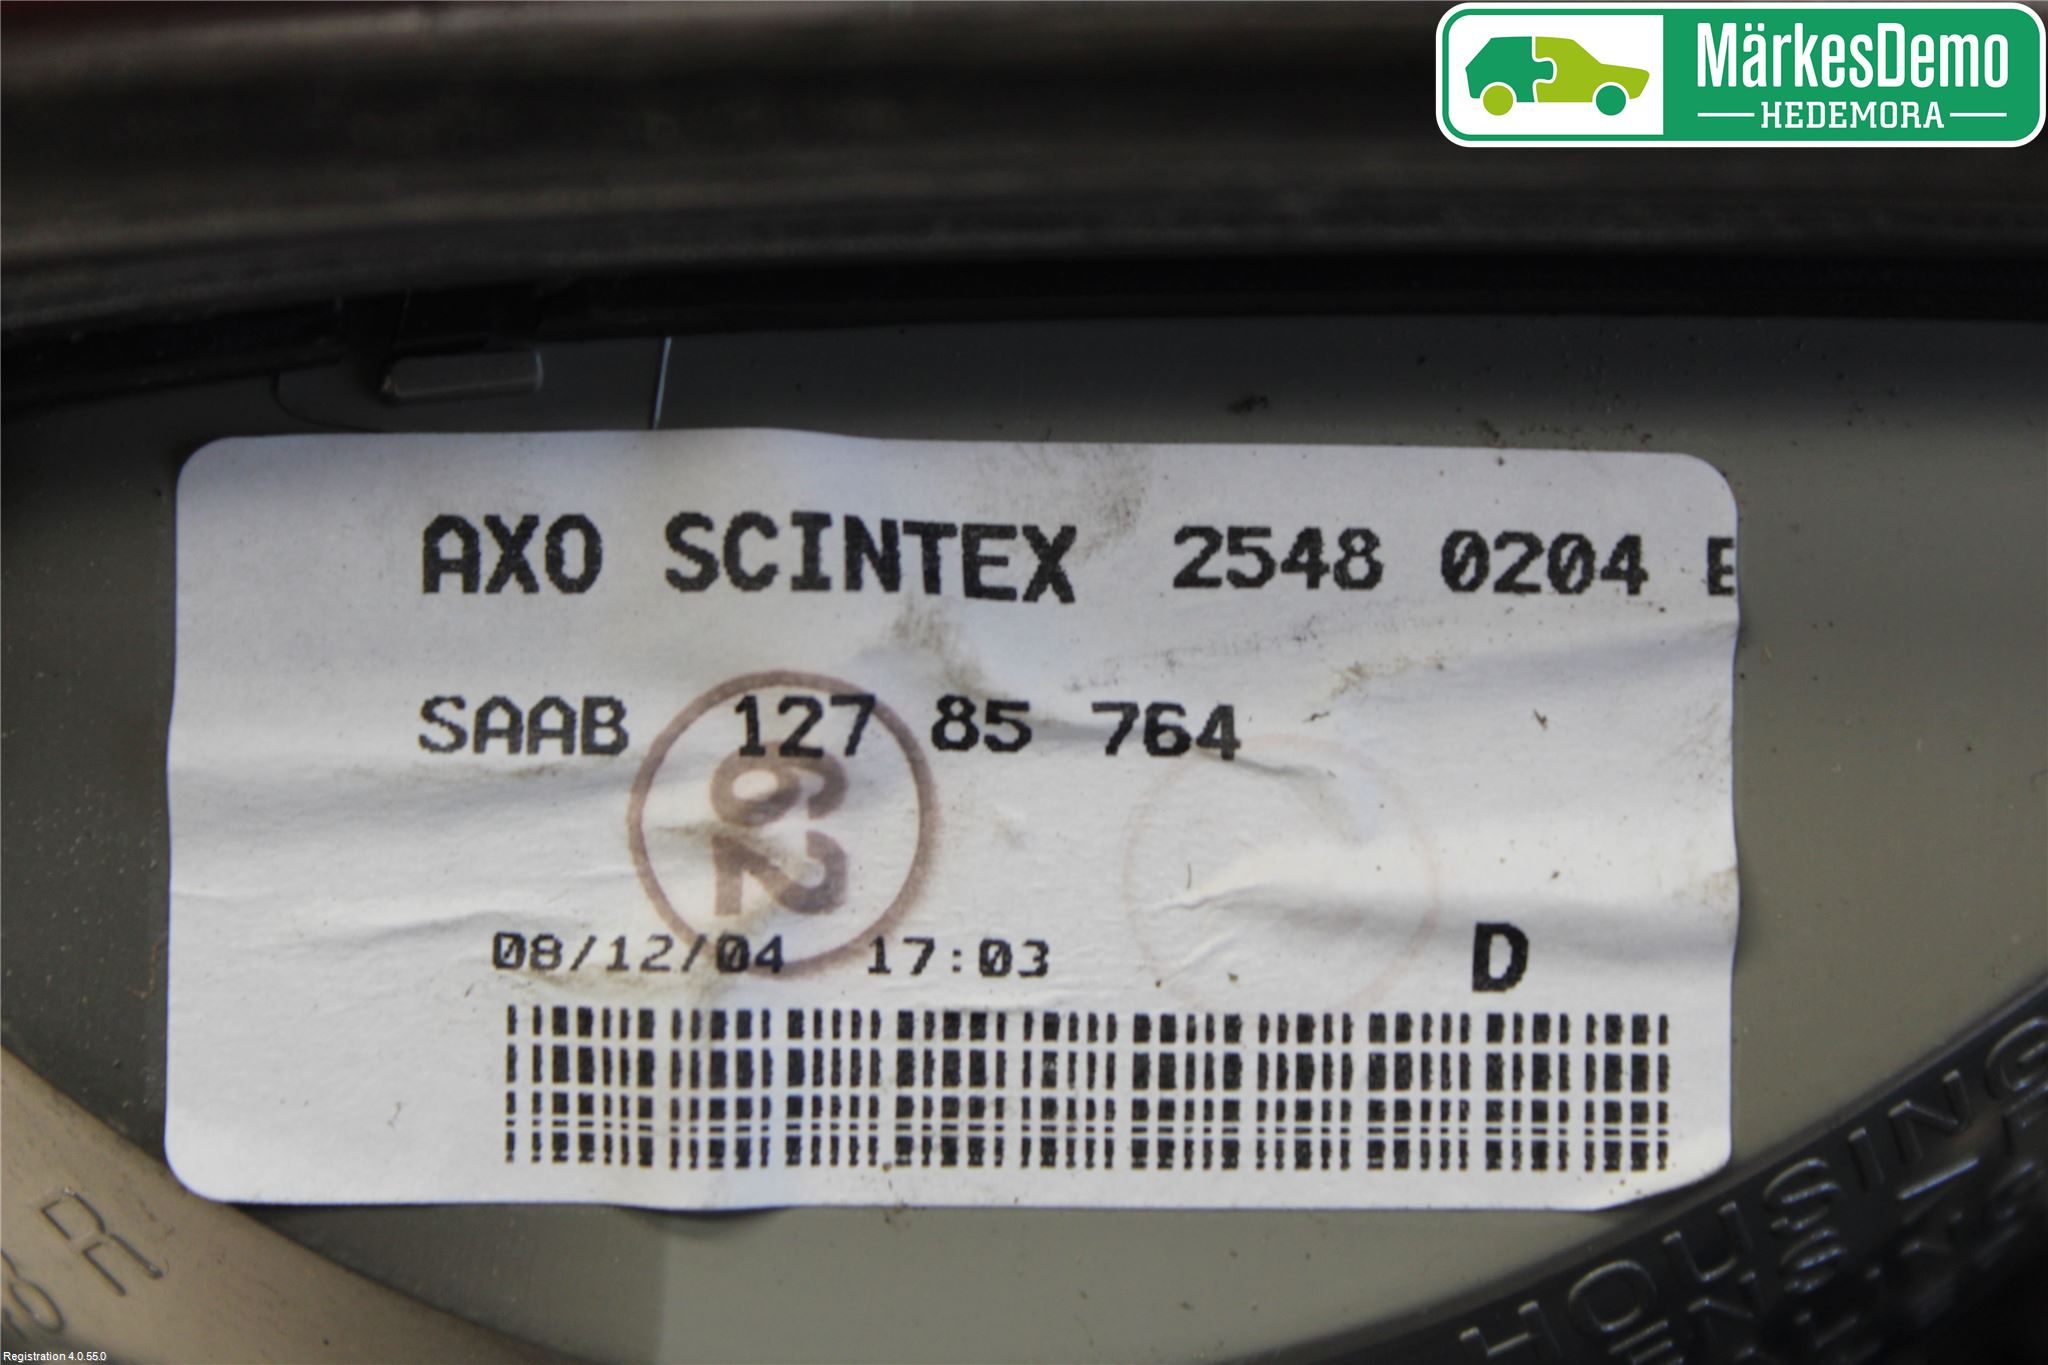 MärkesDemo
HEDEMORA
AXO SCINTEX 2548 0204 E
SAAB 127 85 764
62
08/12/04 17:03
D
R
HOUSING
Registration 4.0.55.0